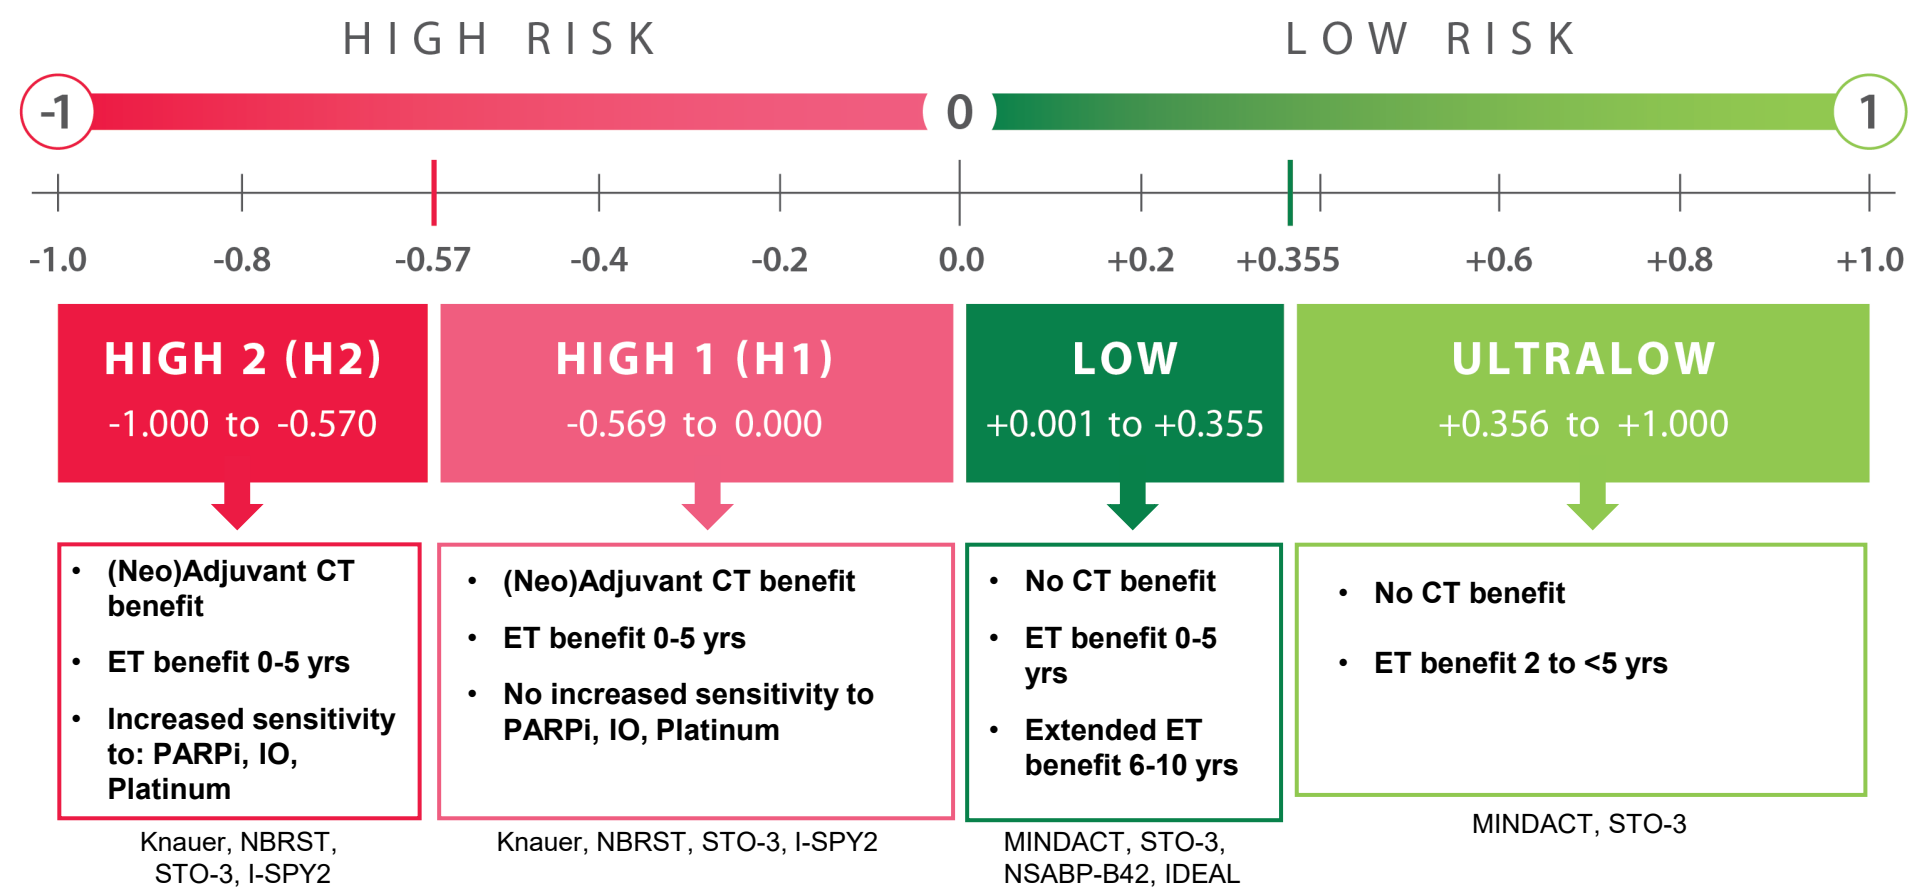 HIGH RISK
LOW RISK
-1
0
1
-1.0
-0.8
-0.57
-0.4
-0.2
0.0
+0.2
+0.355
+0.6
+0.8
+1.0
HIGH 2 (H2)
-1.000 to -0.570
HIGH 1 (H1)
-0.569 to 0.000
LOW
+0.001 to +0.355
ULTRALOW
+0.356 to +1.000
• (Neo)Adjuvant CT
benefit
• ET benefit 0-5 yrs
• Increased sensitivity
to: PARPi, IO,
Platinum
Knauer, NBRST,
STO-3, I-SPY2
• (Neo)Adjuvant CT benefit
• ET benefit 0-5 yrs
• No increased sensitivity to
PARPi, IO, Platinum
Knauer, NBRST, STO-3, I-SPY2
• No CT benefit
• ET benefit 0-5
yrs
• Extended ET
benefit 6-10 yrs
MINDACT, STO-3,
NSABP-B42, IDEAL
• No CT benefit
• ET benefit 2 to <5 yrs
MINDACT, STO-3